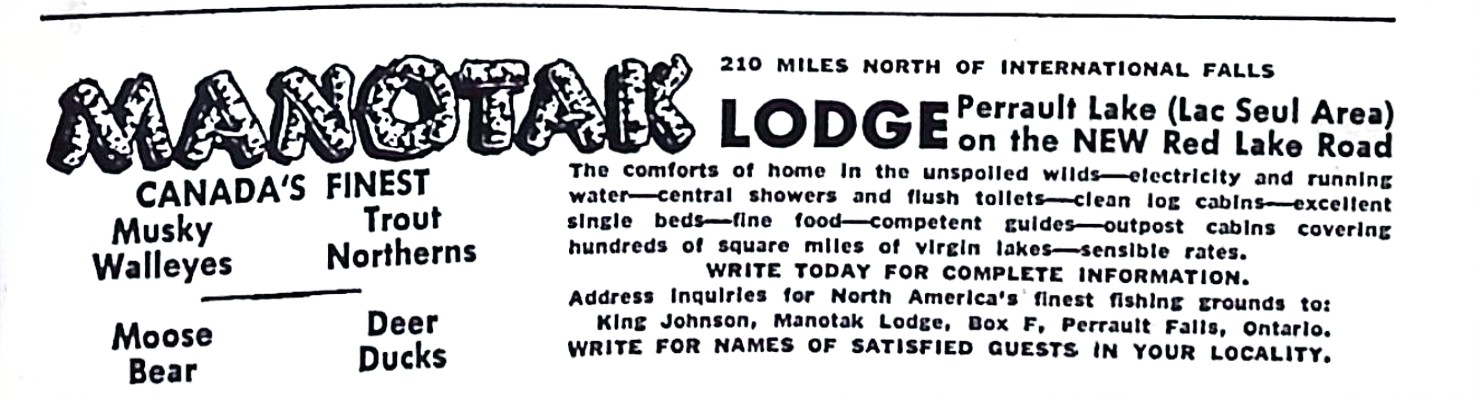 MANOTAK
CANADA'S FINEST
Musky
Walleyes
Trout
Northerns
Moose
Bear
Deer
Ducks
210 MILES NORTH OF INTERNATIONAL FALLS
LODGE
Perrault Lake (Lac Seul Area)
on the NEW Red Lake Road
The comforts of home in the unspoiled wilds—electricity and running
water—central showers and flush toilets—clean log cabins—excellent
single beds—fine food—competent guides—outpost cabins covering
hundreds of square miles of virgin lakes—sensible rates.
WRITE TODAY FOR COMPLETE INFORMATION.
Address inquiries for North America's finest fishing grounds to:
King Johnson, Manotak Lodge, Box F, Perrault Falls, Ontario.
WRITE FOR NAMES OF SATISFIED GUESTS IN YOUR LOCALITY.